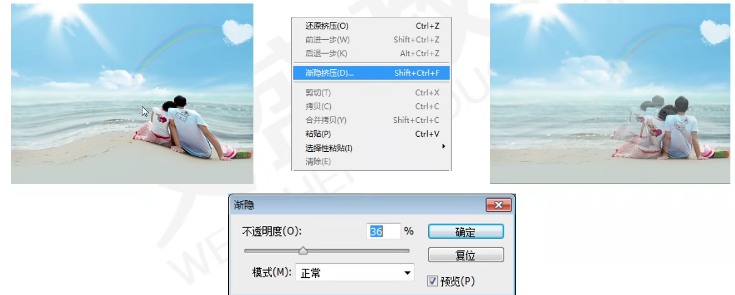 还原挤压(O) Ctrl+Z
前进一步(W) Shift+Ctrl+Z
后退一步(K) Alt+Ctrl+Z
渐隐挤压(D)... Shift+Ctrl+F
剪切(T) Ctrl+X
拷贝(C) Ctrl+C
合并拷贝(Y) Shift+Ctrl+C
粘贴(P) Ctrl+V
选择性粘贴(I)
清除(E)
渐隐
不透明度(O): 36 %
确定
复位
模式(M): 正常
预览(P)